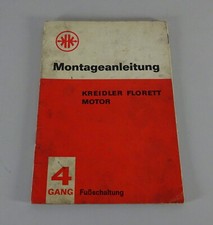 Montageanleitung
KREIDLER FLORETT
MOTOR
4
GANG Fußschaltung